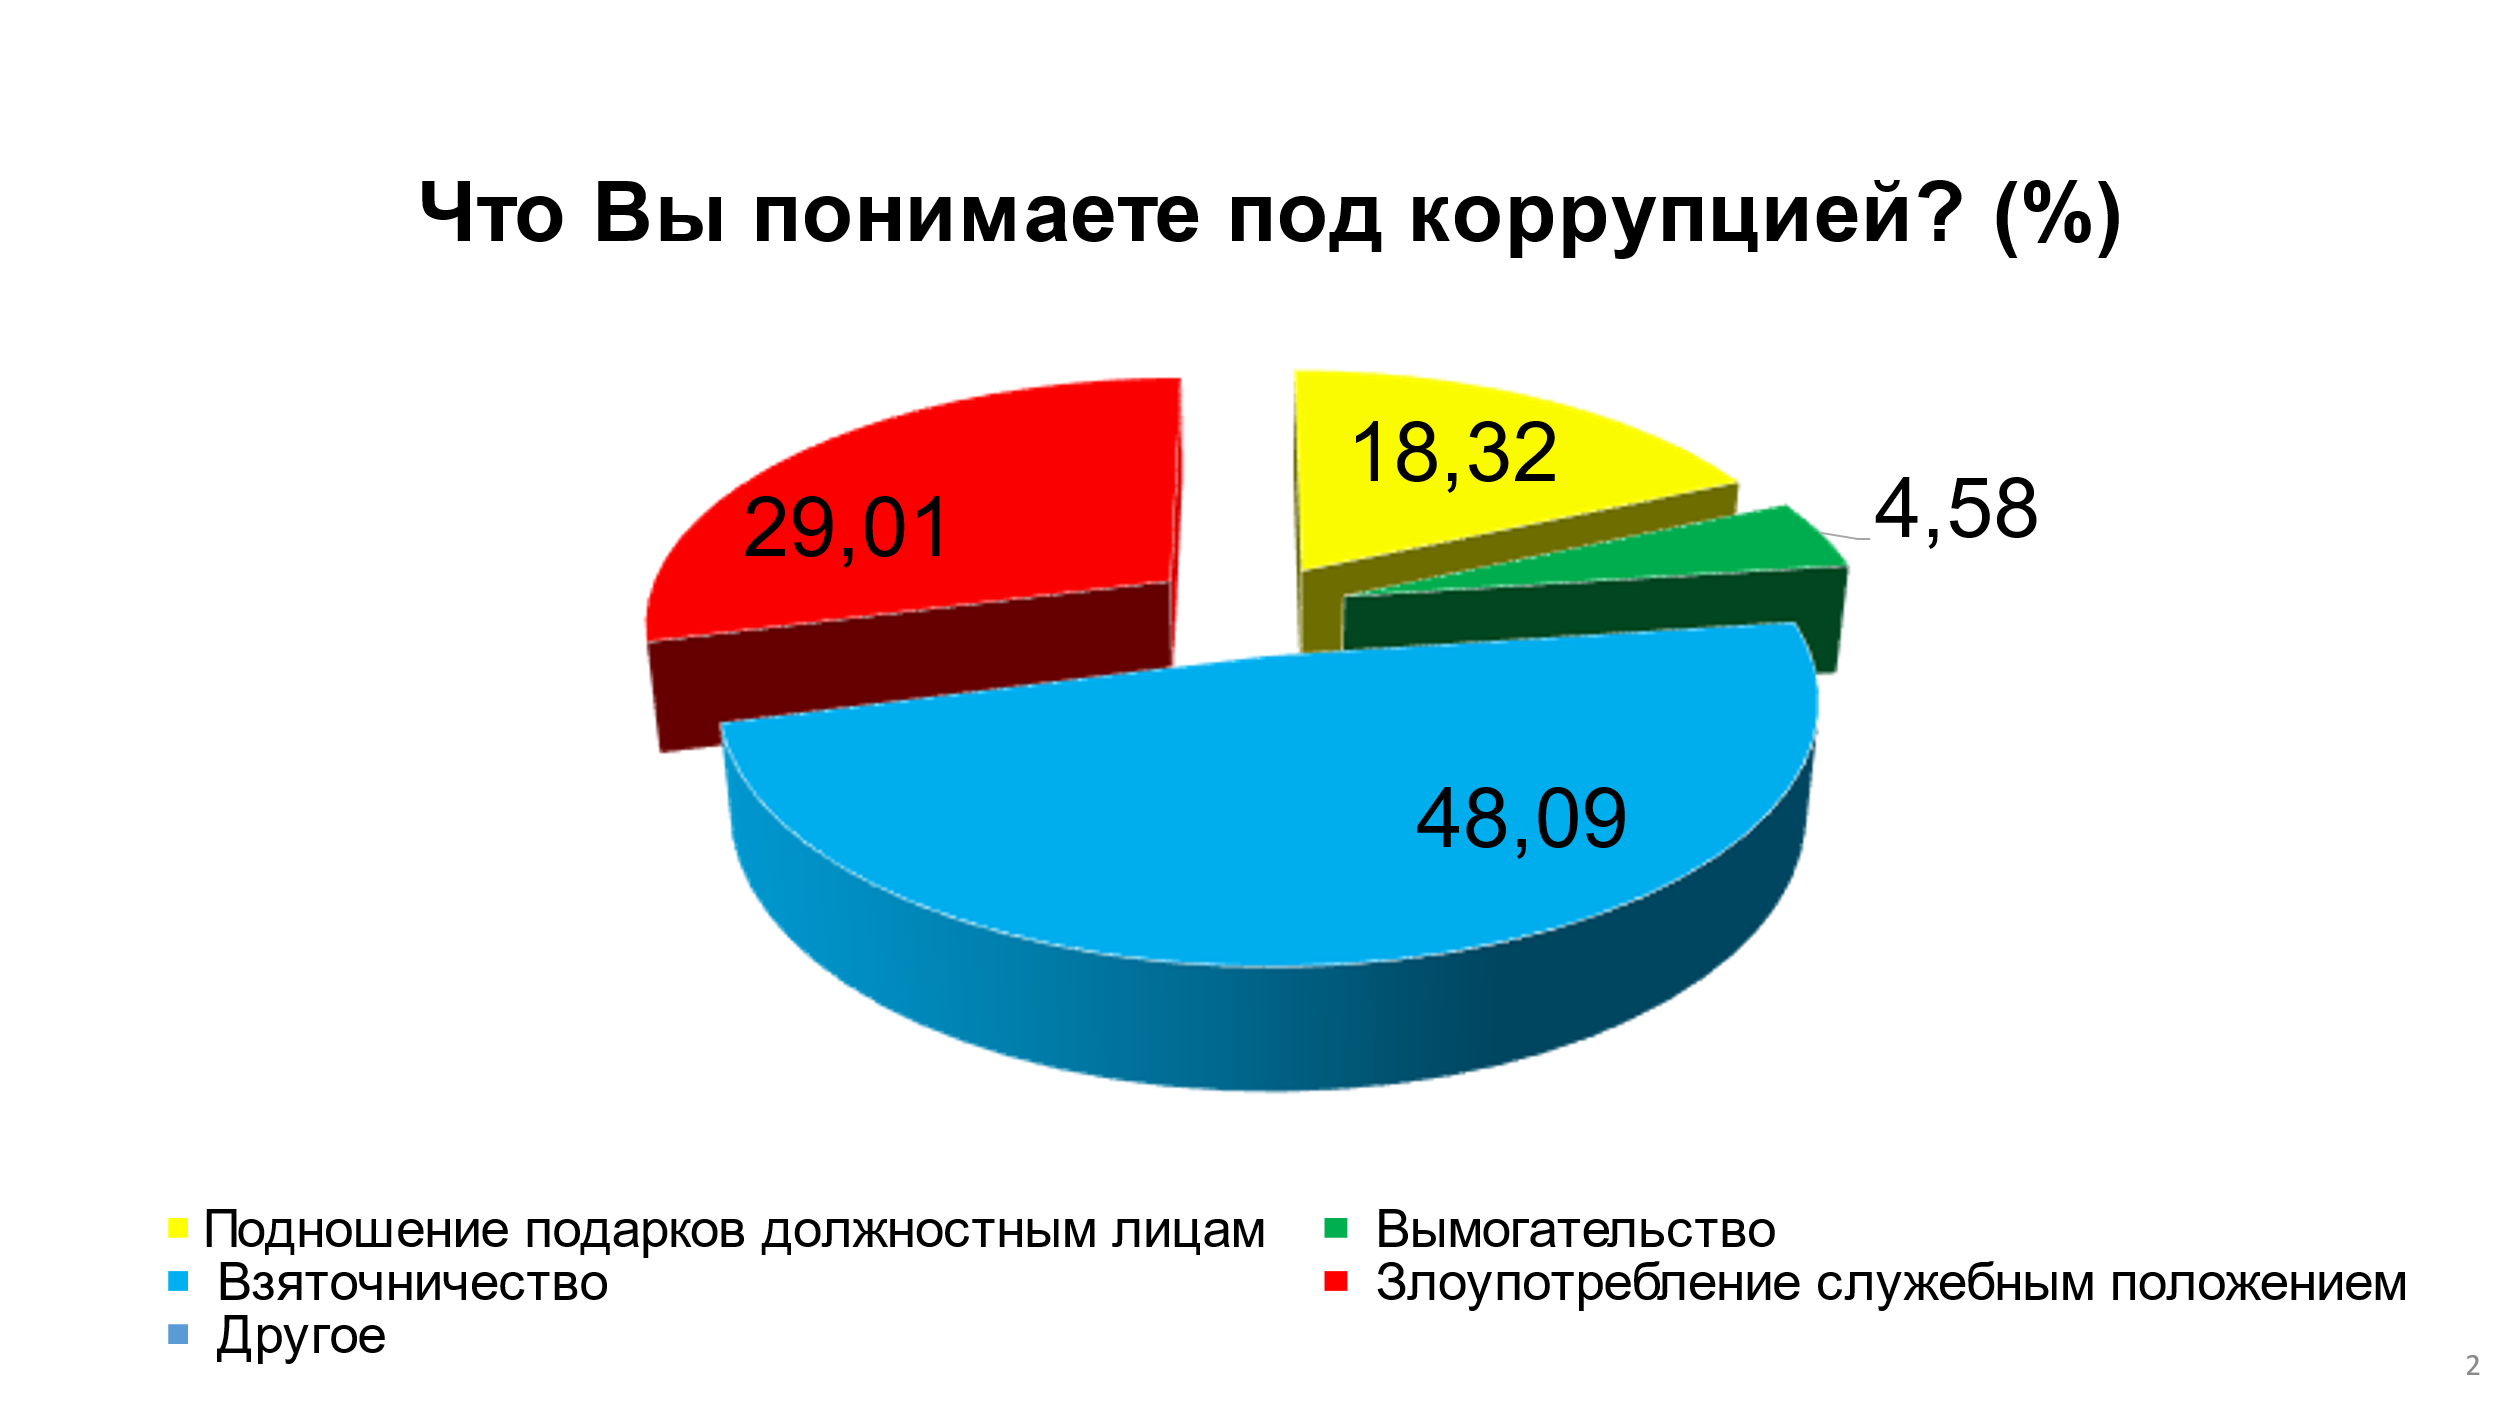 Что Вы понимаете под коррупцией? (%)
18,32
4,58
29,01
48,09
Подношение подарков должностным лицам
Вымогательство
Взяточничество
Злоупотребление служебным положением
Другое
2